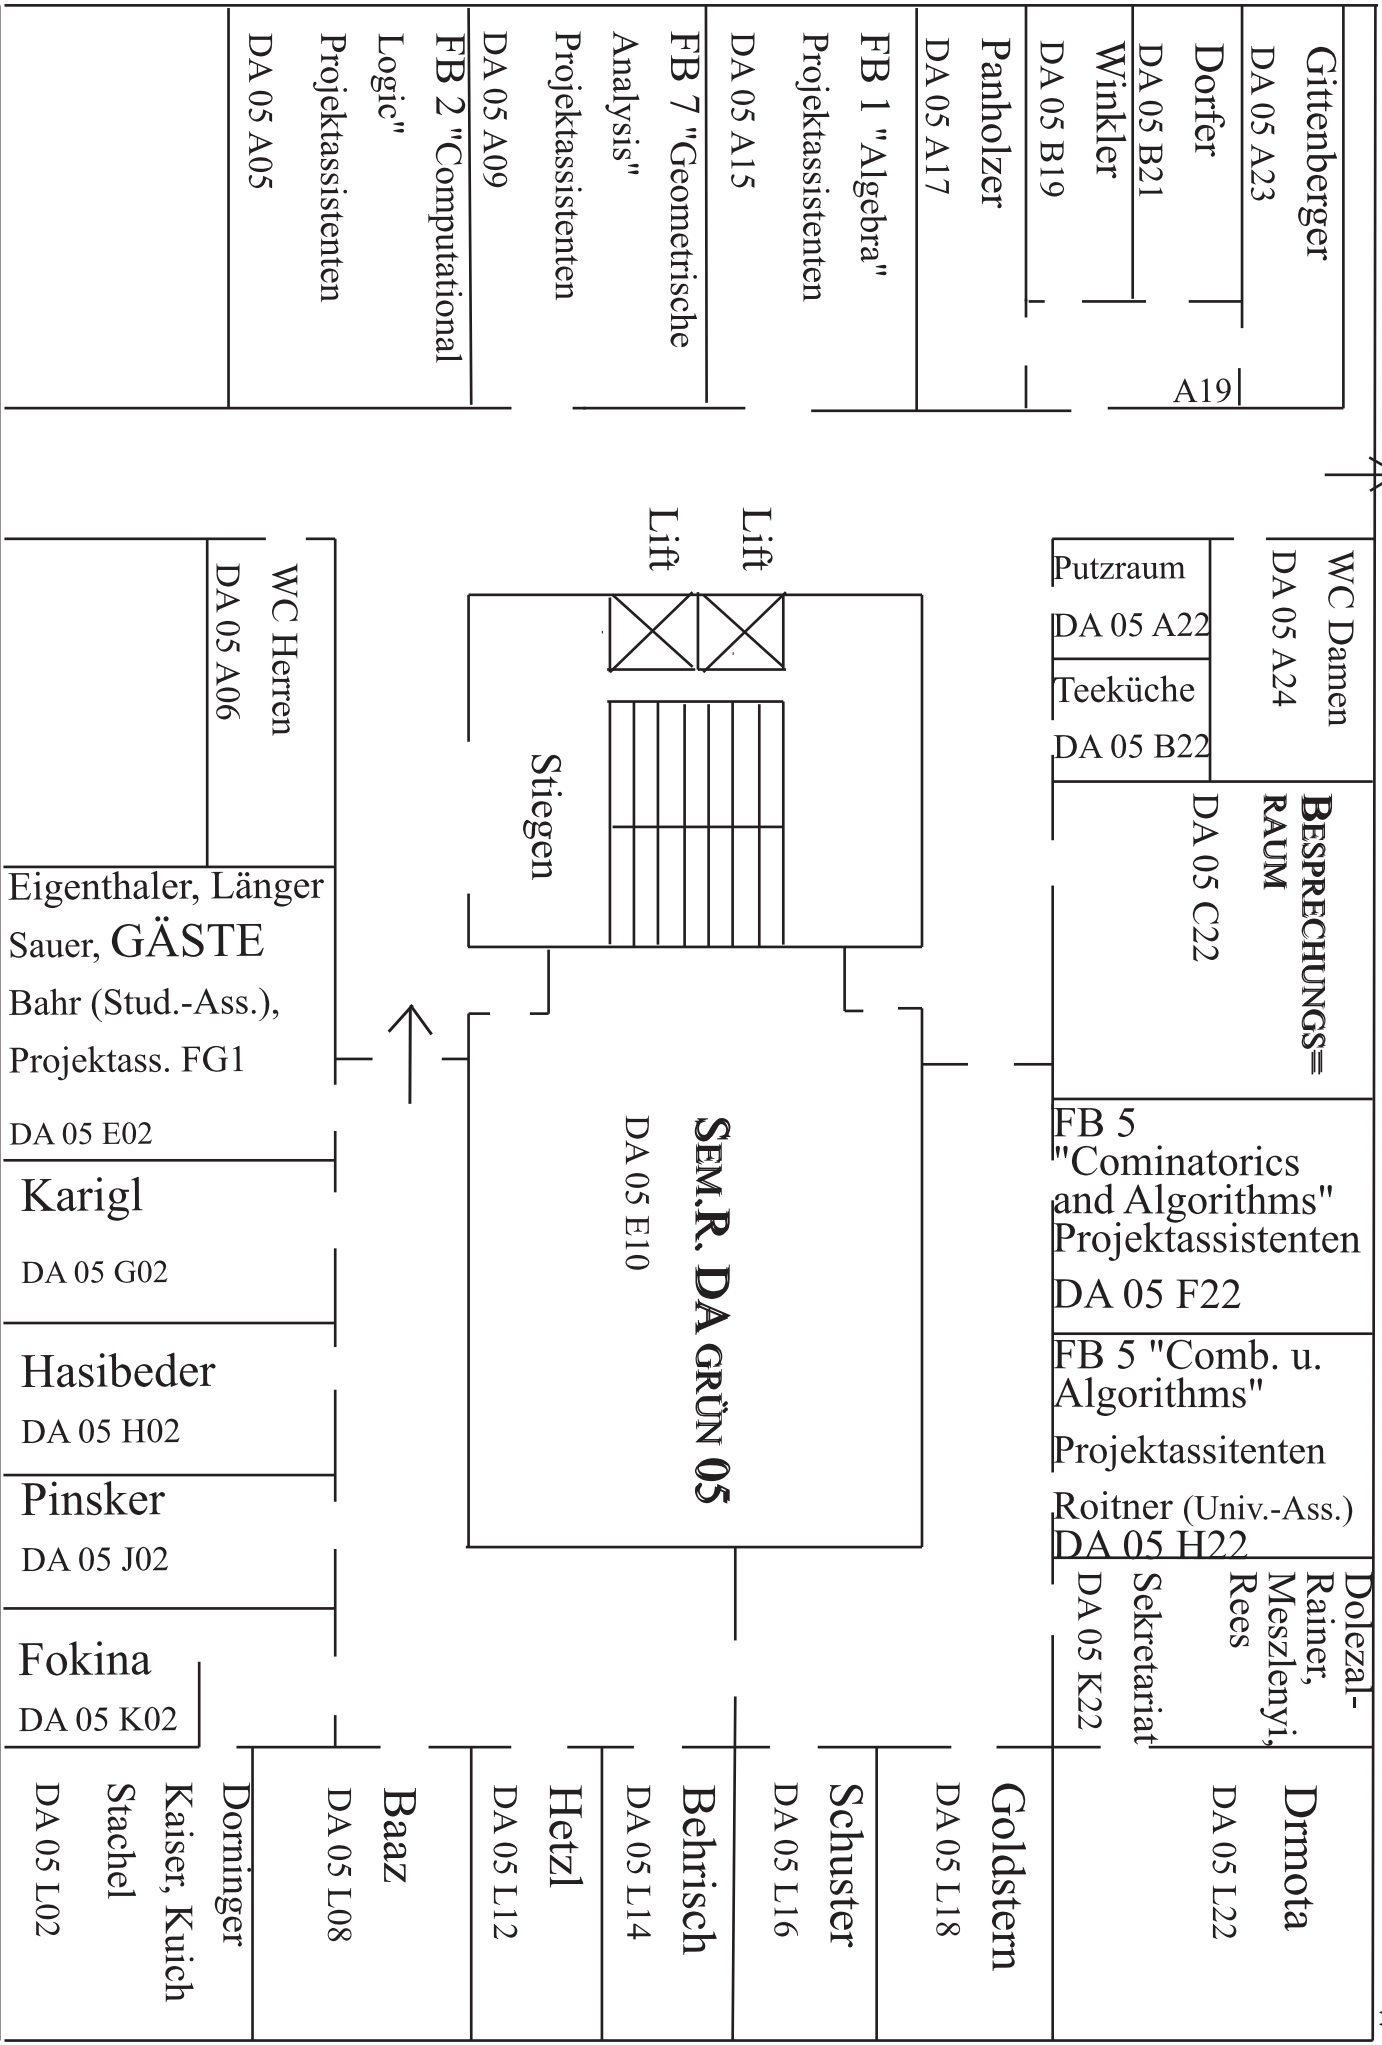 Gittenberger
DA 05 A23
Dorfer
DA 05 B21
Winkler
DA 05 B19
Panholzer
DA 05 A17
FB 1 "Algebra"
Projektassistenten
DA 05 A15
FB 7 "Geometrische
Analysis"
Projektassistenten
DA 05 A09
FB 2 "Computational
Logic"
Projektassistenten
DA 05 A05
A19
Lift
Lift
WC Herren
DA 05 A06
Stiegen
Putzraum
DA 05 A22
Teeküche
DA 05 B22
WC Damen
DA 05 A24
BESPRECHUNGS=
RAUM
DA 05 C22
Eigenthaler, Länger
Sauer, GÄSTE
Bahr (Stud.-Ass.),
Projektass. FG1
DA 05 E02
Karigl
DA 05 G02
Hasibeder
DA 05 H02
Pinsker
DA 05 J02
Fokina
DA 05 K02
SEM.R. DA GRÜN 05
DA 05 E10
FB 5
"Cominatorics
and Algorithms"
Projektassistenten
DA 05 F22
FB 5 "Comb. u.
Algorithms"
Projektassitenten
Roitner (Univ.-Ass.)
DA 05 H22
Dolezal-
Rainer,
Meszlenyi,
Rees
Sekretariat
DA 05 K22
Drmota
DA 05 L22
Goldstern
DA 05 L18
Schuster
DA 05 L16
Behrisch
DA 05 L14
Hetzl
DA 05 L12
Baaz
DA 05 L08
Dorninger
Kaiser, Kuich
Stachel
DA 05 L02